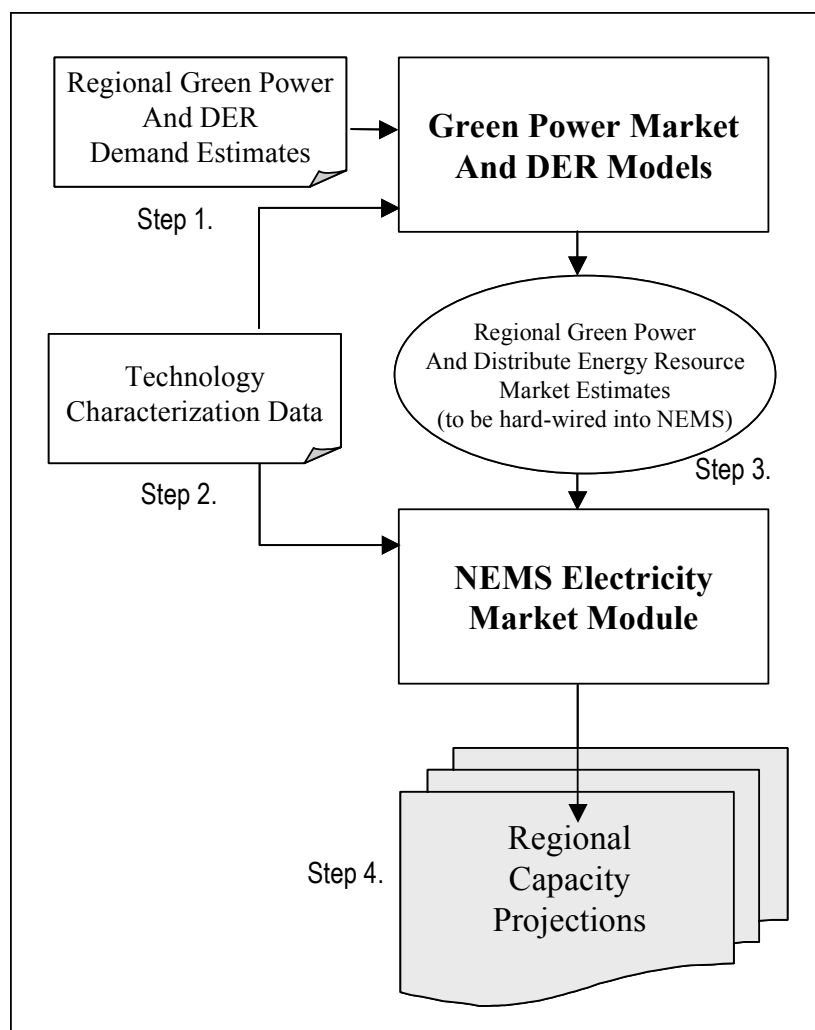 Regional Green Power
And DER
Demand Estimates
Step 1.
Green Power Market
And DER Models
Technology
Characterization Data
Step 2.
Regional Green Power
And Distribute Energy Resource
Market Estimates
(to be hard-wired into NEMS)
Step 3.
NEMS Electricity
Market Module
Step 4.
Regional
Capacity
Projections